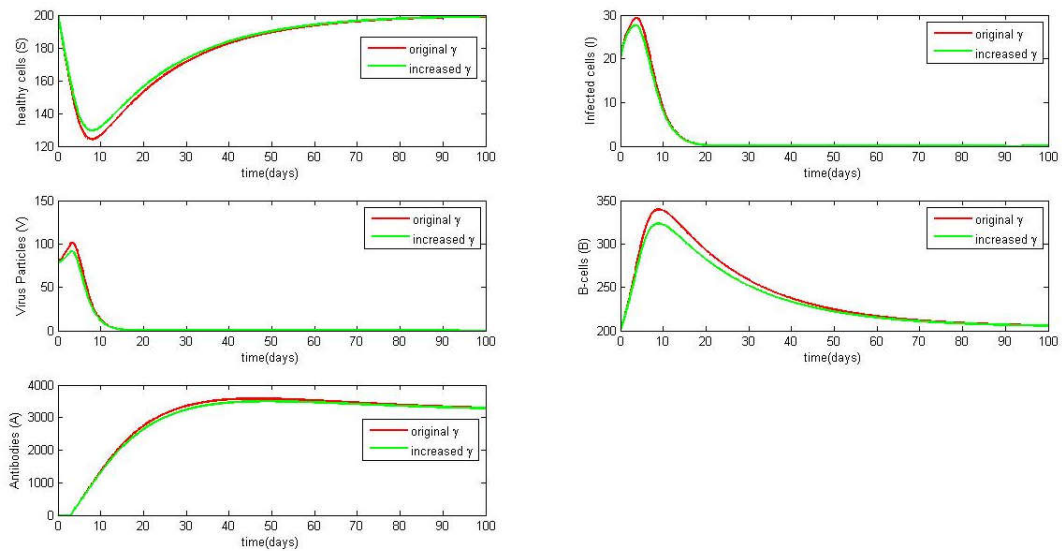 200
180
160
140
120
healthy cells (S)
original γ
increased γ
0 10 20 30 40 50 60 70 80 90 100
time(days)
30
20
10
0
Infected cells (I)
original γ
increased γ
0 10 20 30 40 50 60 70 80 90 100
time(days)
150
100
50
0
Virus Particles (V)
original γ
increased γ
0 10 20 30 40 50 60 70 80 90 100
time(days)
350
300
250
200
B-cells (B)
original γ
increased γ
0 10 20 30 40 50 60 70 80 90 100
time(days)
4000
3000
2000
1000
0
Antibodies (A)
original γ
increased γ
0 10 20 30 40 50 60 70 80 90 100
time(days)